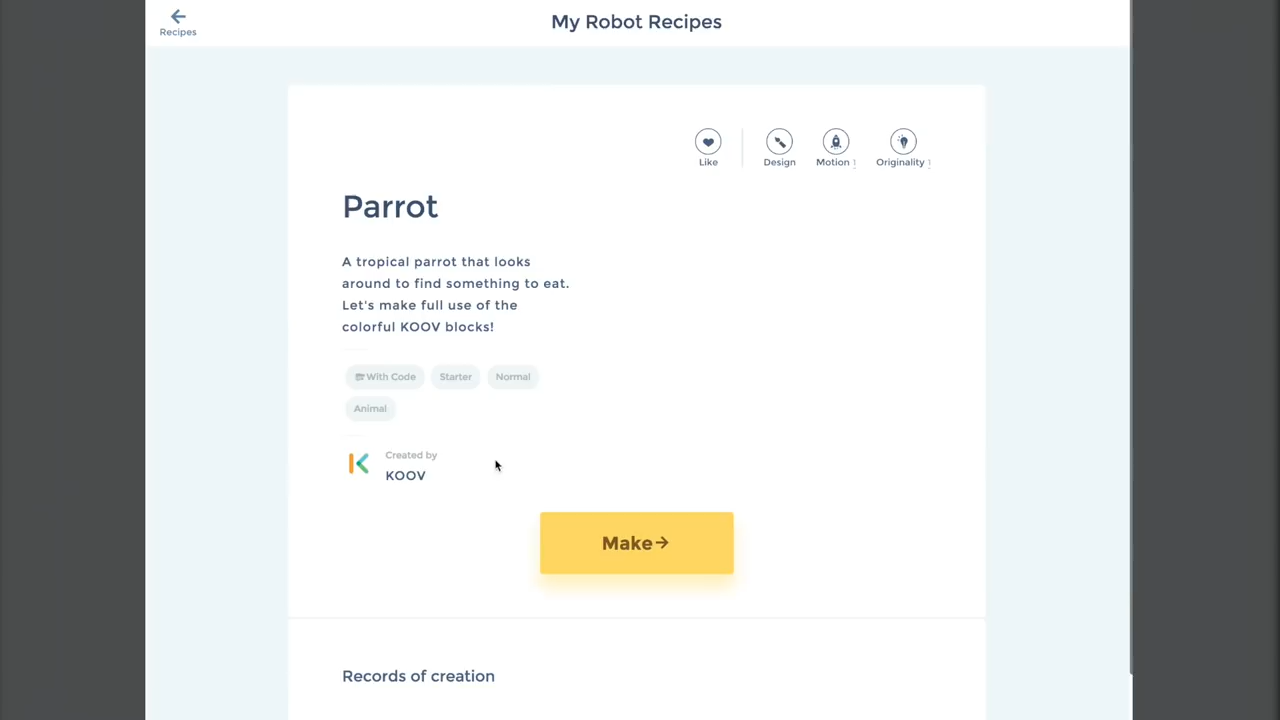 My Robot Recipes
Recipes
Like
Design
Motion 1
Originality 1
Parrot
A tropical parrot that looks
around to find something to eat.
Let's make full use of the
colorful KOOV blocks!
With Code
Starter
Normal
Animal
Created by
KOOV
Make
Records of creation